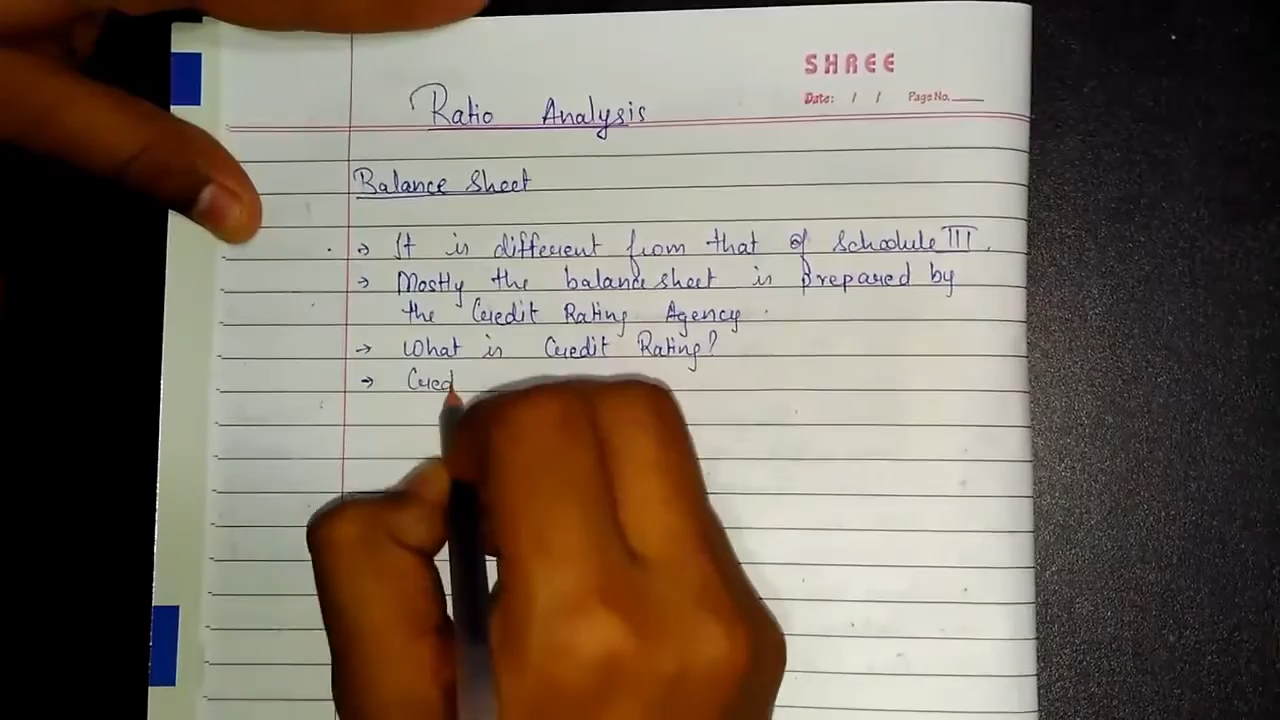 SHREE
Date: / / Page No.
Ratio Analysis
Balance Sheet
→ It is different from that of Schedule III.
→ Mostly the balance sheet is prepared by
the Credit Rating Agency.
→ What is Credit Rating?
→ Cred